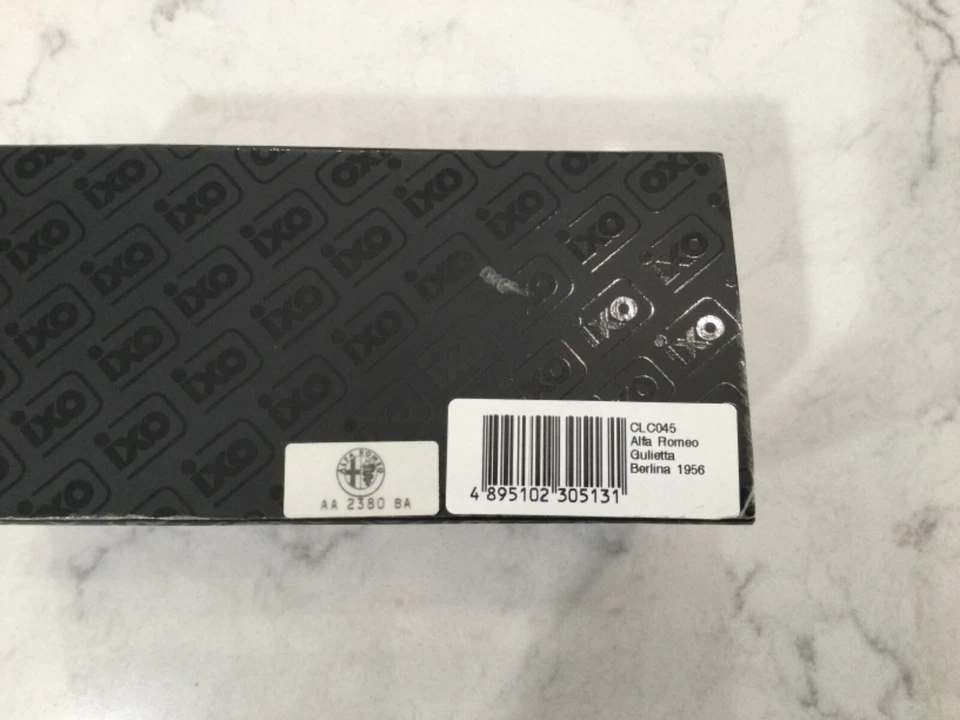 ixo
ALFA ROMEO
AA 2380 BA
CLC045
Alfa Romeo
Gulietta
Berlina 1956
4 895102 305131